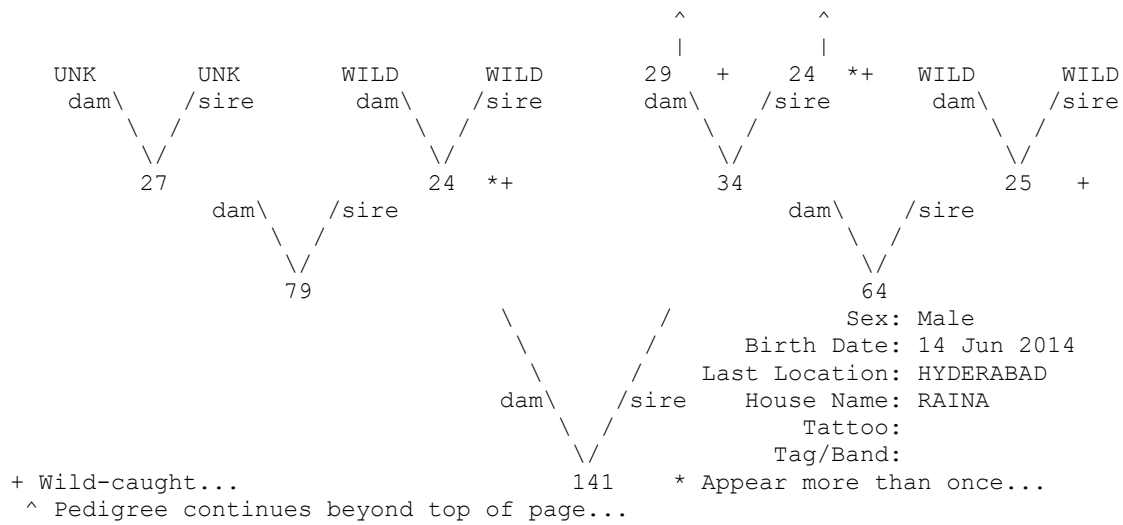 ^ ^
| |
UNK UNK WILD WILD 29 + 24 *+ WILD WILD
dam\ /sire dam\ /sire dam\ /sire dam\ /sire
\ / \ / \ / \ /
\/ \/ \/ \/
27 24 *+ 34 25 +
dam\ /sire dam\ /sire
\ / \ /
\/ \/
79 64
\ / Sex: Male
\ / Birth Date: 14 Jun 2014
\ / Last Location: HYDERABAD
dam\ /sire House Name: RAINA
\ / Tattoo:
\/ Tag/Band:
+ Wild-caught... 141 * Appear more than once...
^ Pedigree continues beyond top of page...